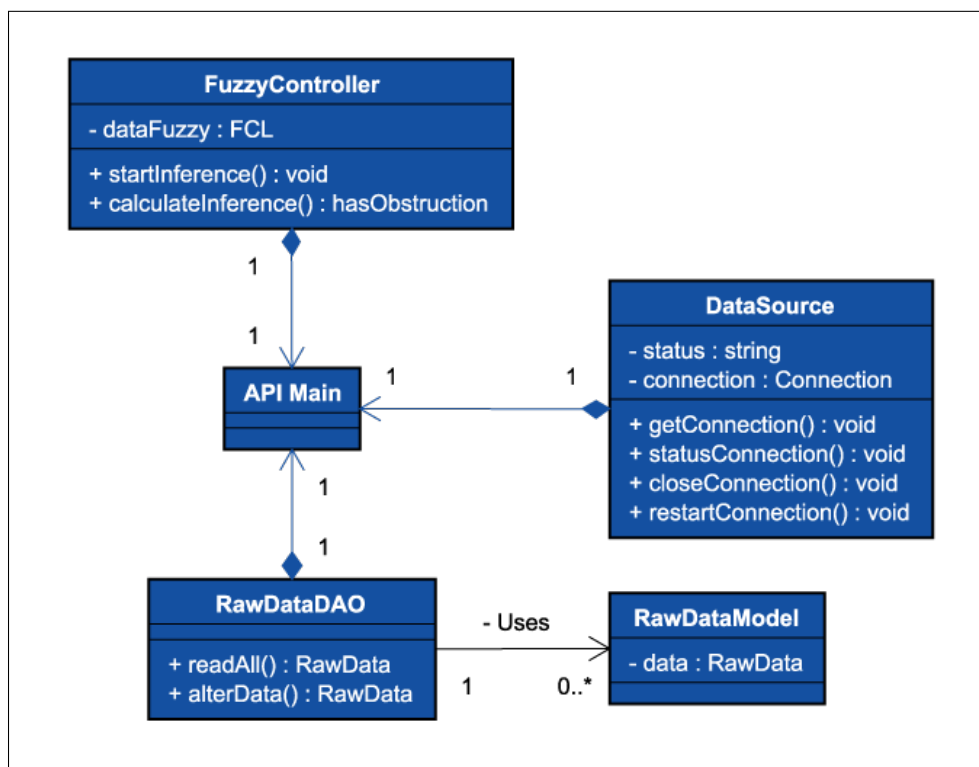 FuzzyController
- dataFuzzy : FCL
+ startInference() : void
+ calculateInference() : hasObstruction
1
1
API Main
1
1
DataSource
- status : string
- connection : Connection
+ getConnection() : void
+ statusConnection() : void
+ closeConnection() : void
+ restartConnection() : void
1
1
RawDataDAO
+ readAll() : RawData
+ alterData() : RawData
- Uses
1
0..*
RawDataModel
- data : RawData